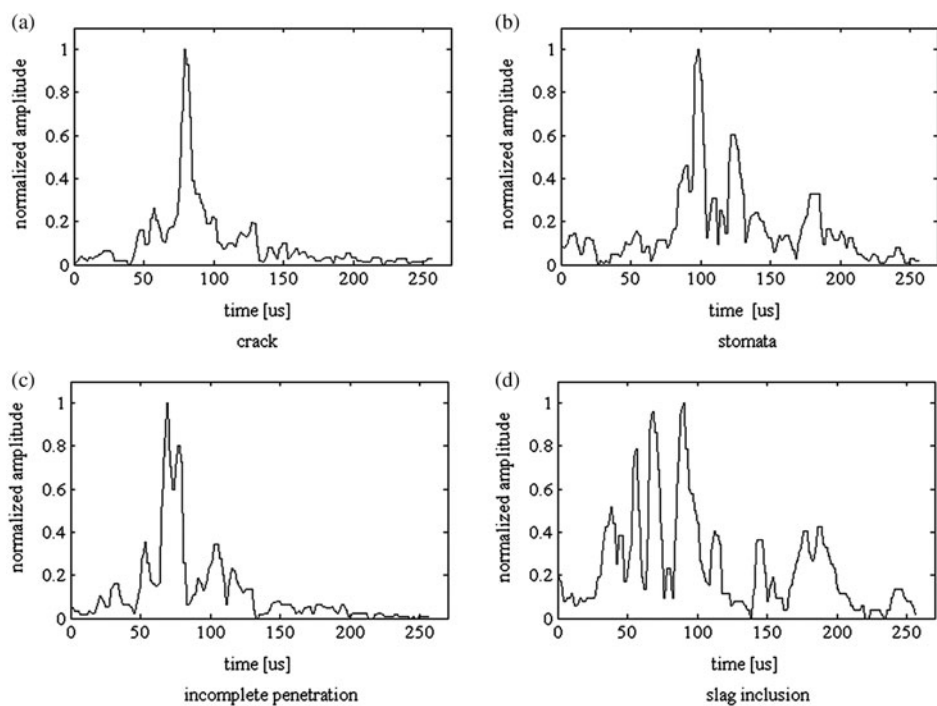 (a)
normalized amplitude
1
0.8
0.6
0.4
0.2
0
0 50 100 150 200 250
time [us]
crack
(b)
normalized amplitude
1
0.8
0.6
0.4
0.2
0
0 50 100 150 200 250
time [us]
stomata
(c)
normalized amplitude
1
0.8
0.6
0.4
0.2
0
0 50 100 150 200 250
time [us]
incomplete penetration
(d)
normalized amplitude
1
0.8
0.6
0.4
0.2
0
0 50 100 150 200 250
time [us]
slag inclusion